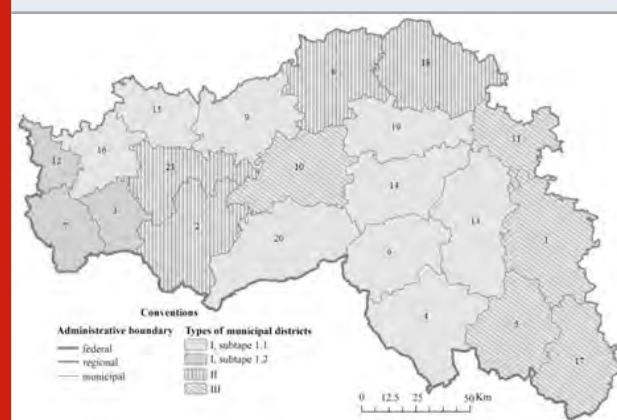 8
18
15
9
19
11
12
16
21
10
14
7
3
2
13
1
20
6
4
5
17
Conventions
Administrative boundary
federal
regional
municipal
Types of municipal districts
I, subtape 1.1
I, subtape 1.2
II
III
0 12.5 25 50 Km